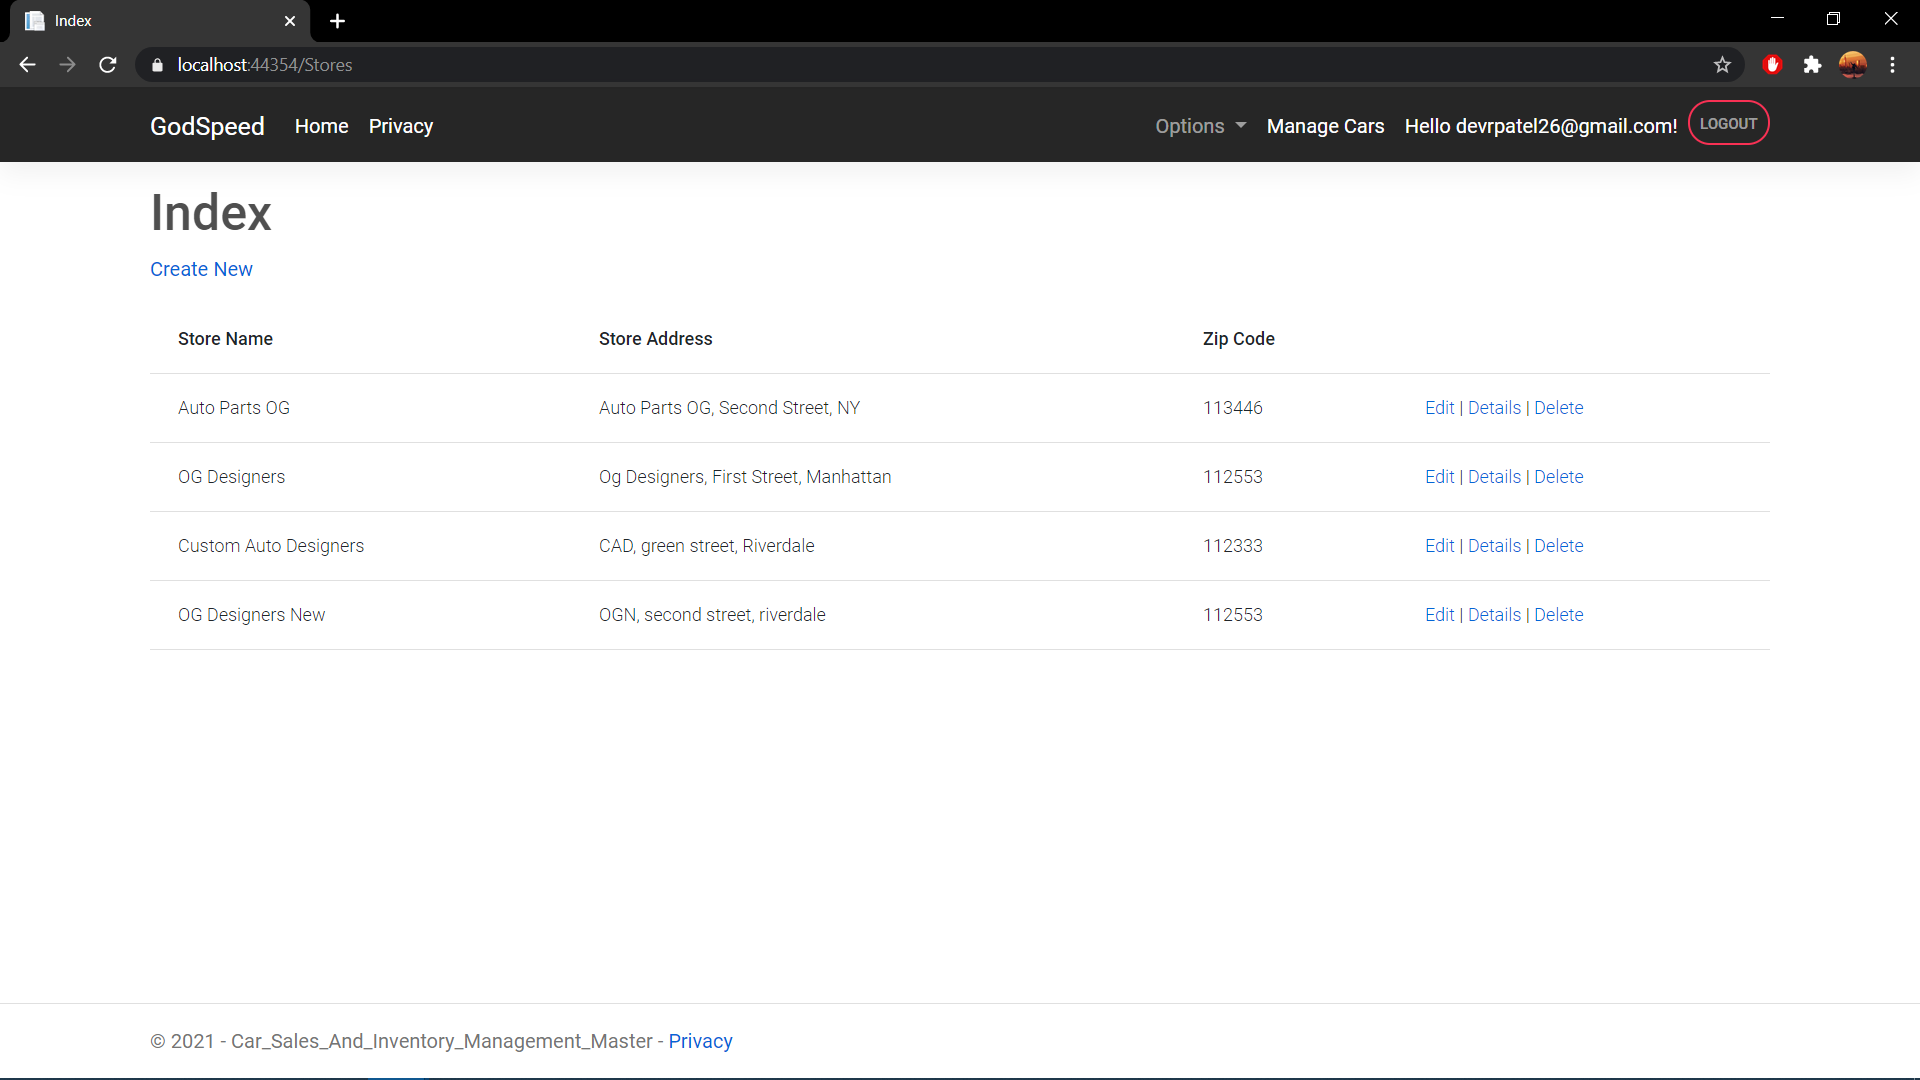 Index
localhost:44354/Stores
GodSpeed Home Privacy Options Manage Cars Hello devrpatel26@gmail.com! LOGOUT
Index
Create New
Store Name Store Address Zip Code
Auto Parts OG Auto Parts OG, Second Street, NY 113446 Edit | Details | Delete
OG Designers Og Designers, First Street, Manhattan 112553 Edit | Details | Delete
Custom Auto Designers CAD, green street, Riverdale 112333 Edit | Details | Delete
OG Designers New OGN, second street, riverdale 112553 Edit | Details | Delete
© 2021 - Car_Sales_And_Inventory_Management_Master - Privacy